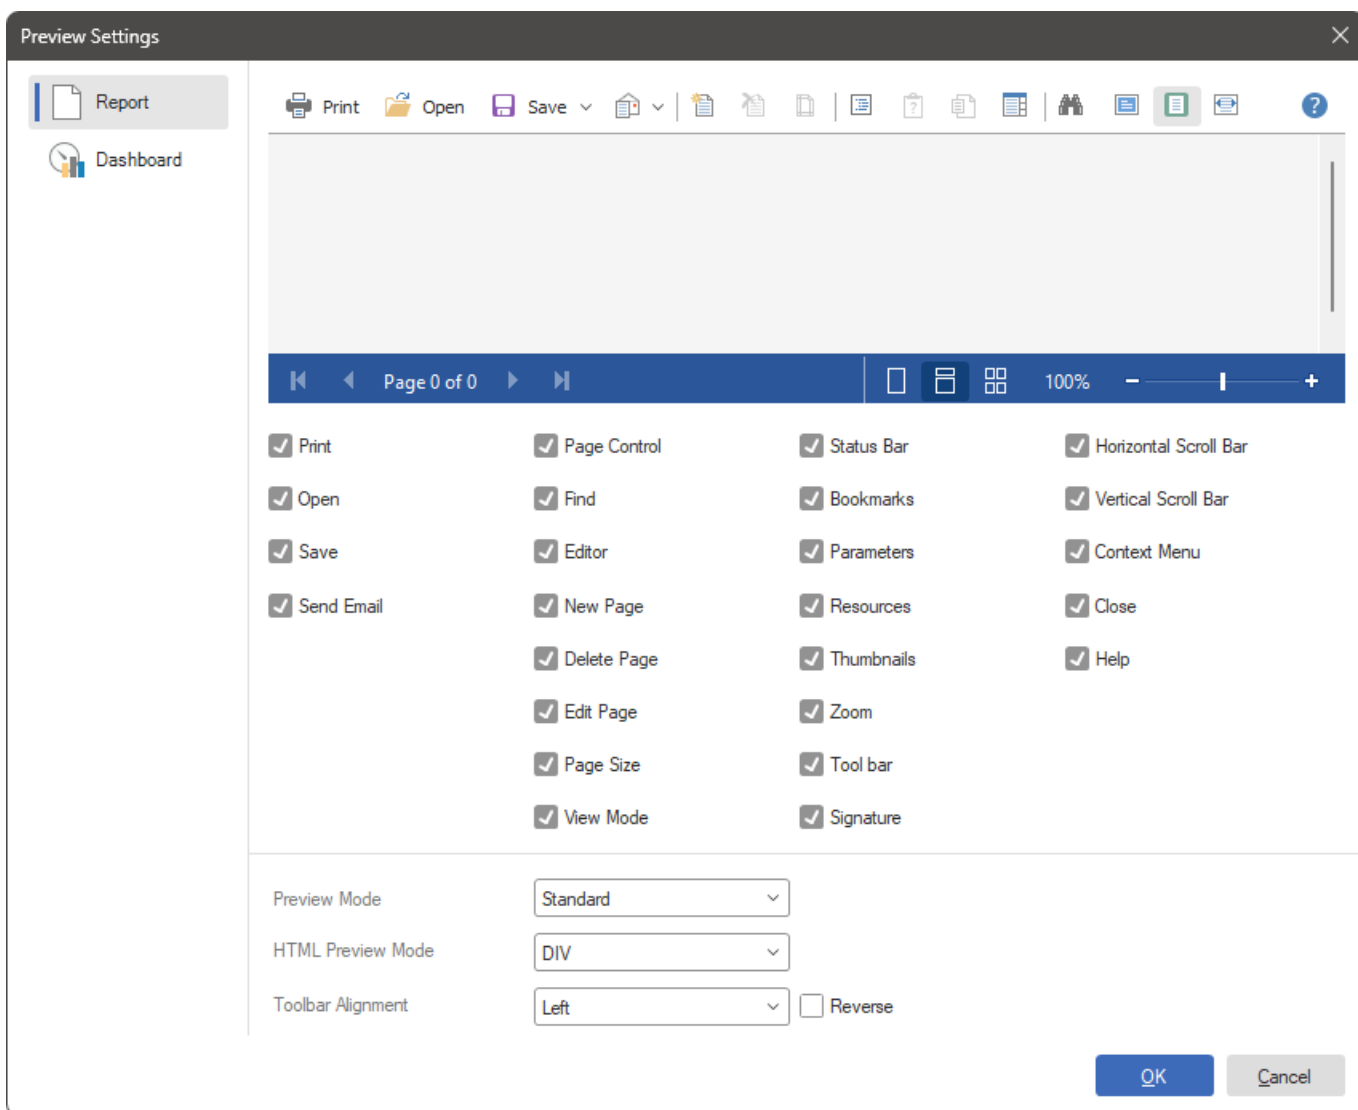 Preview Settings
Report
Dashboard
Print Open Save
Page 0 of 0 100%
Print Page Control Status Bar Horizontal Scroll Bar
Open Find Bookmarks Vertical Scroll Bar
Save Editor Parameters Context Menu
Send Email New Page Resources Close
Delete Page Thumbnails Help
Edit Page Zoom
Page Size Tool bar
View Mode Signature
Preview Mode Standard
HTML Preview Mode DIV
Toolbar Alignment Left Reverse
OK Cancel